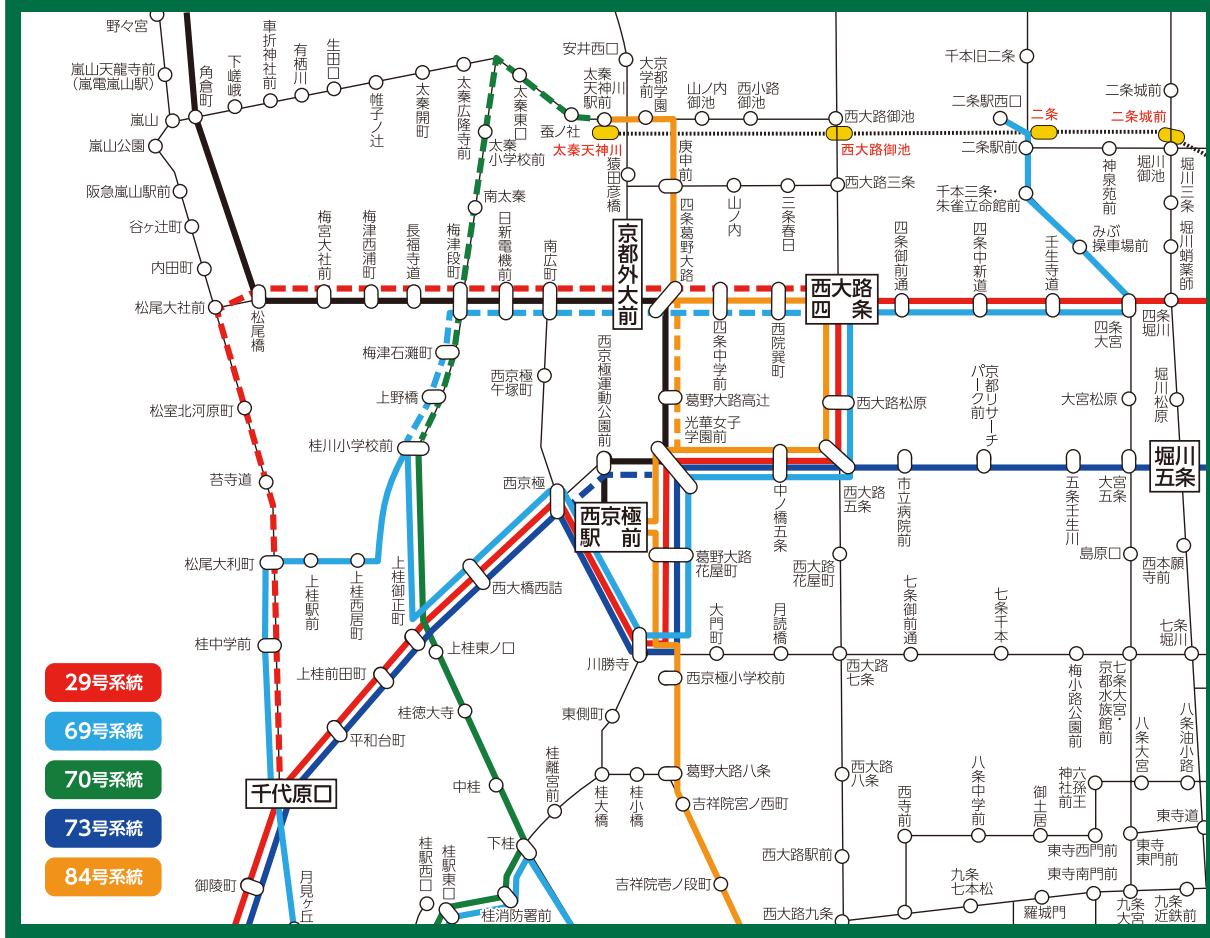 野々宮
嵐山天龍寺前
(嵐電嵐山駅)
嵐山
嵐山公園
阪急嵐山駅前
谷ヶ辻町
内田町
松尾大社前
角倉町
下嵯峨
車折神社前
有栖川
生田口
帷子ノ辻
太秦開町
太秦広隆寺前
太秦東口
蚕ノ社
太秦
小学校前
南太秦
安井西口
太秦
天神川
駅前
大京
学都
前学
園
山ノ内
御池
西小路
御池
西大路御池
太秦天神川
西大路御池
千本旧二条
二条駅西口
二条
二条城前
二条城前
二条駅前
神泉苑前
堀川
御池
堀川三条
千本三条・
朱雀立命館前
みぶ
操車場前
堀川蛸薬師
猿田彦橋
庚申前
山ノ内
三条春日
西大路三条
四条葛野大路
松尾橋
梅宮大社前
梅津西浦町
長福寺道
梅津段町
日新電機前
南広町
京都外大前
四条中学前
西院巽町
西大路
四条
四条御前通
四条中新道
壬生寺道
四条
大宮
四条
堀川
松室北河原町
苔寺道
松尾大利町
桂中学前
梅津石灘町
上野橋
桂川小学校前
西京極
午塚町
西京極
西京極運動公園前
葛野大路高辻
光華女子
学園前
西大路松原
京都リサーチ
パーク前
大宮松原
堀川松原
西京極
駅前
中ノ橋五条
西大路
五条
市立病院前
五条壬生川
大宮
五条
堀川
五条
上桂駅前
上桂西居町
上桂御正町
西大橋西詰
葛野大路
花屋町
西大路
花屋町
島原口
西本願
寺前
上桂東ノ口
上桂前田町
平和台町
千代原口
川勝寺
大門町
月読橋
西大路
七条
七条御前通
七条千本
梅小路公園前
七条大宮・
京都水族館前
七条
堀川
西京極小学校前
桂徳大寺
中桂
下桂
桂離宮前
東側町
桂大橋
桂小橋
葛野大路八条
吉祥院宮ノ西町
吉祥院壱ノ段町
西大路
八条
西寺前
八条中学前
御土居
六孫王
神社前
八条大宮
八条油小路
東寺道
東寺
東門前
東寺西門前
東寺南門前
西大路駅前
西大路九条
九条
七本松
羅城門
九条
大宮
九条
近鉄前
29号系統
69号系統
70号系統
73号系統
84号系統
御陵町
月見ヶ丘
桂駅西口
桂駅東口
桂消防署前